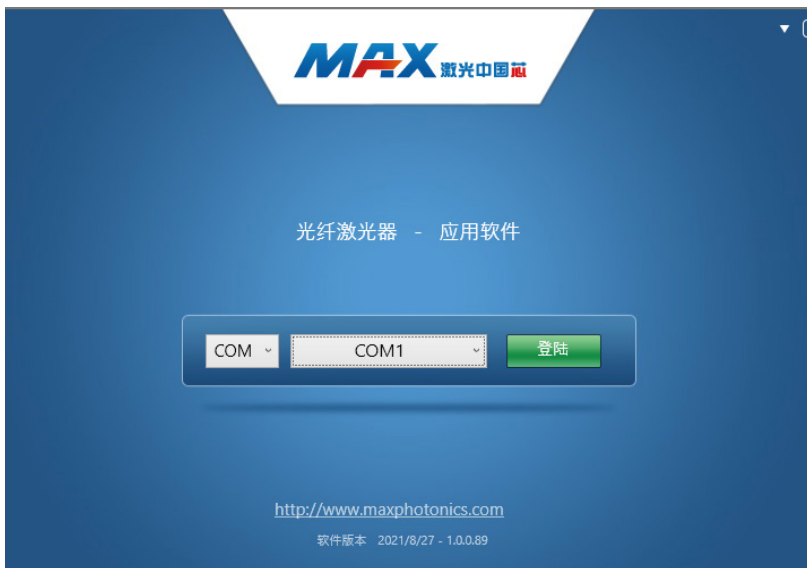 MAX 激光中国芯
光纤激光器 - 应用软件
COM COM1 登陆
http://www.maxphotonics.com
软件版本 2021/8/27 - 1.0.0.89